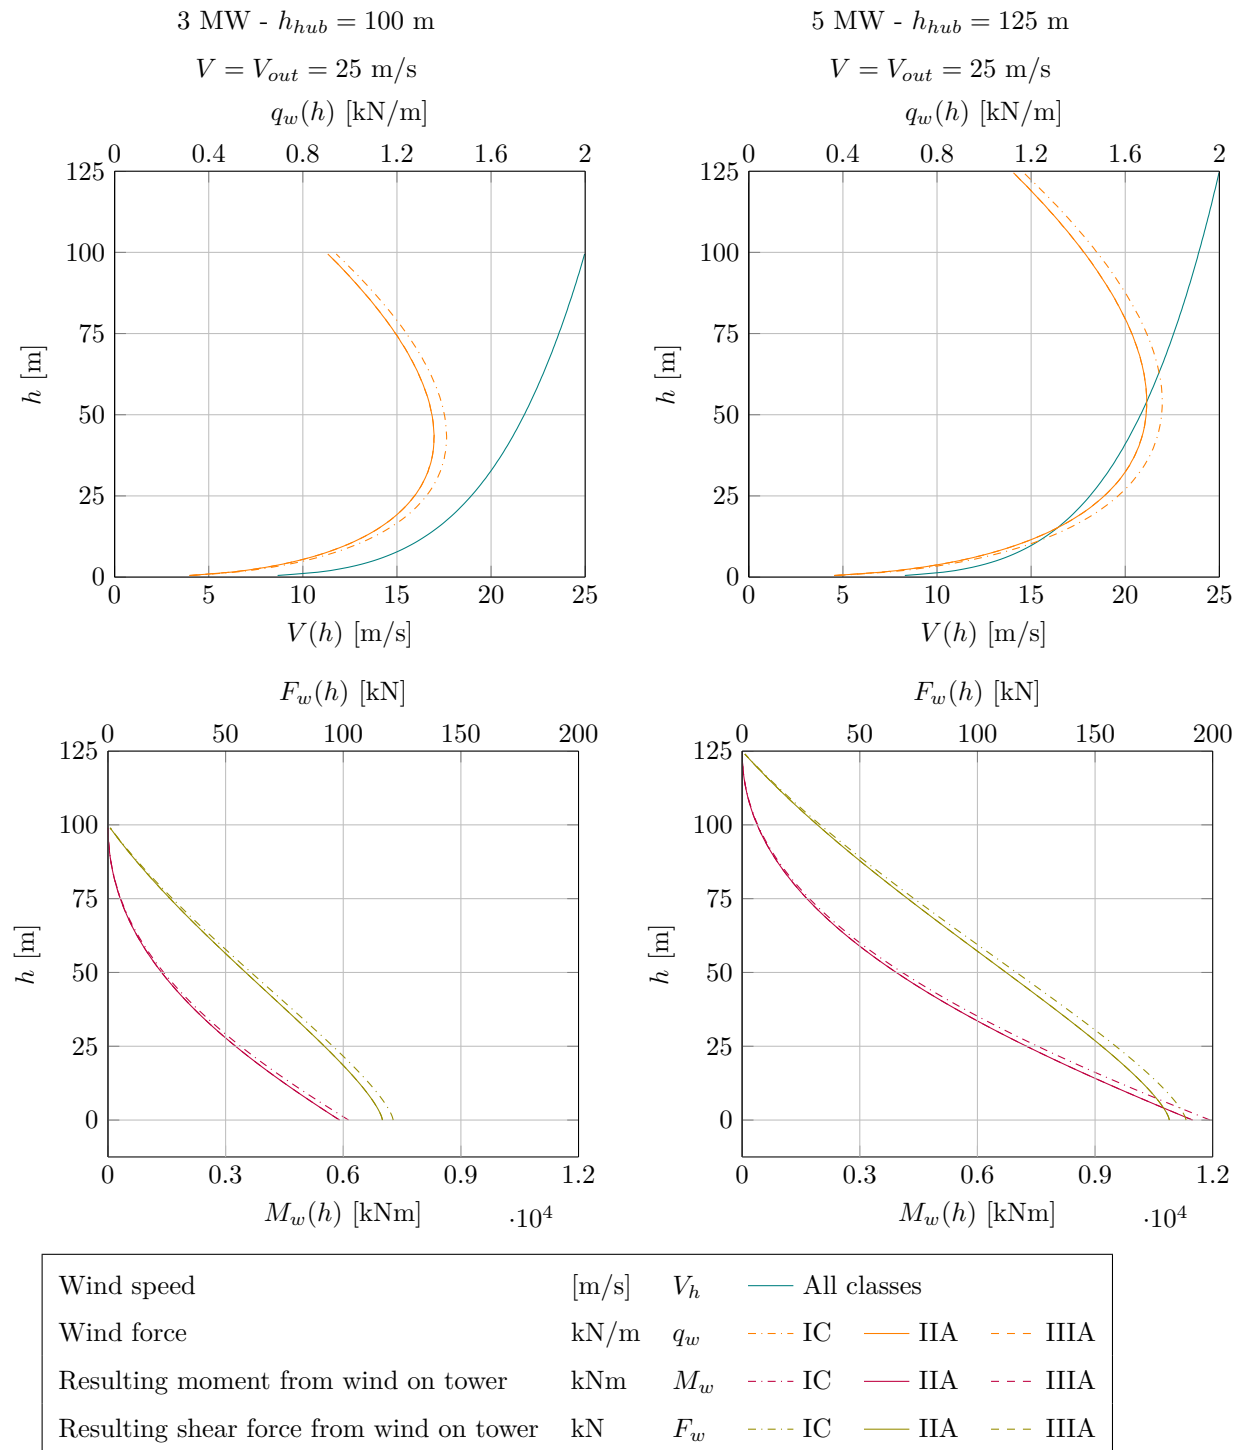 3 MW - h_hub = 100 m 5 MW - h_hub = 125 m
V = V_out = 25 m/s V = V_out = 25 m/s
q_w(h) [kN/m] q_w(h) [kN/m]
0 0.4 0.8 1.2 1.6 2 0 0.4 0.8 1.2 1.6 2
125 125
100 100
75 75
h [m] h [m]
50 50
25 25
0 0
0 5 10 15 20 25 0 5 10 15 20 25
V(h) [m/s] V(h) [m/s]
F_w(h) [kN] F_w(h) [kN]
0 50 100 150 200 0 50 100 150 200
125 125
100 100
75 75
h [m] h [m]
50 50
25 25
0 0
0 0.3 0.6 0.9 1.2 0 0.3 0.6 0.9 1.2
M_w(h) [kNm] ·10^4 M_w(h) [kNm] ·10^4
Wind speed [m/s] V_h All classes
Wind force kN/m q_w IC IIA IIIA
Resulting moment from wind on tower kNm M_w IC IIA IIIA
Resulting shear force from wind on tower kN F_w IC IIA IIIA